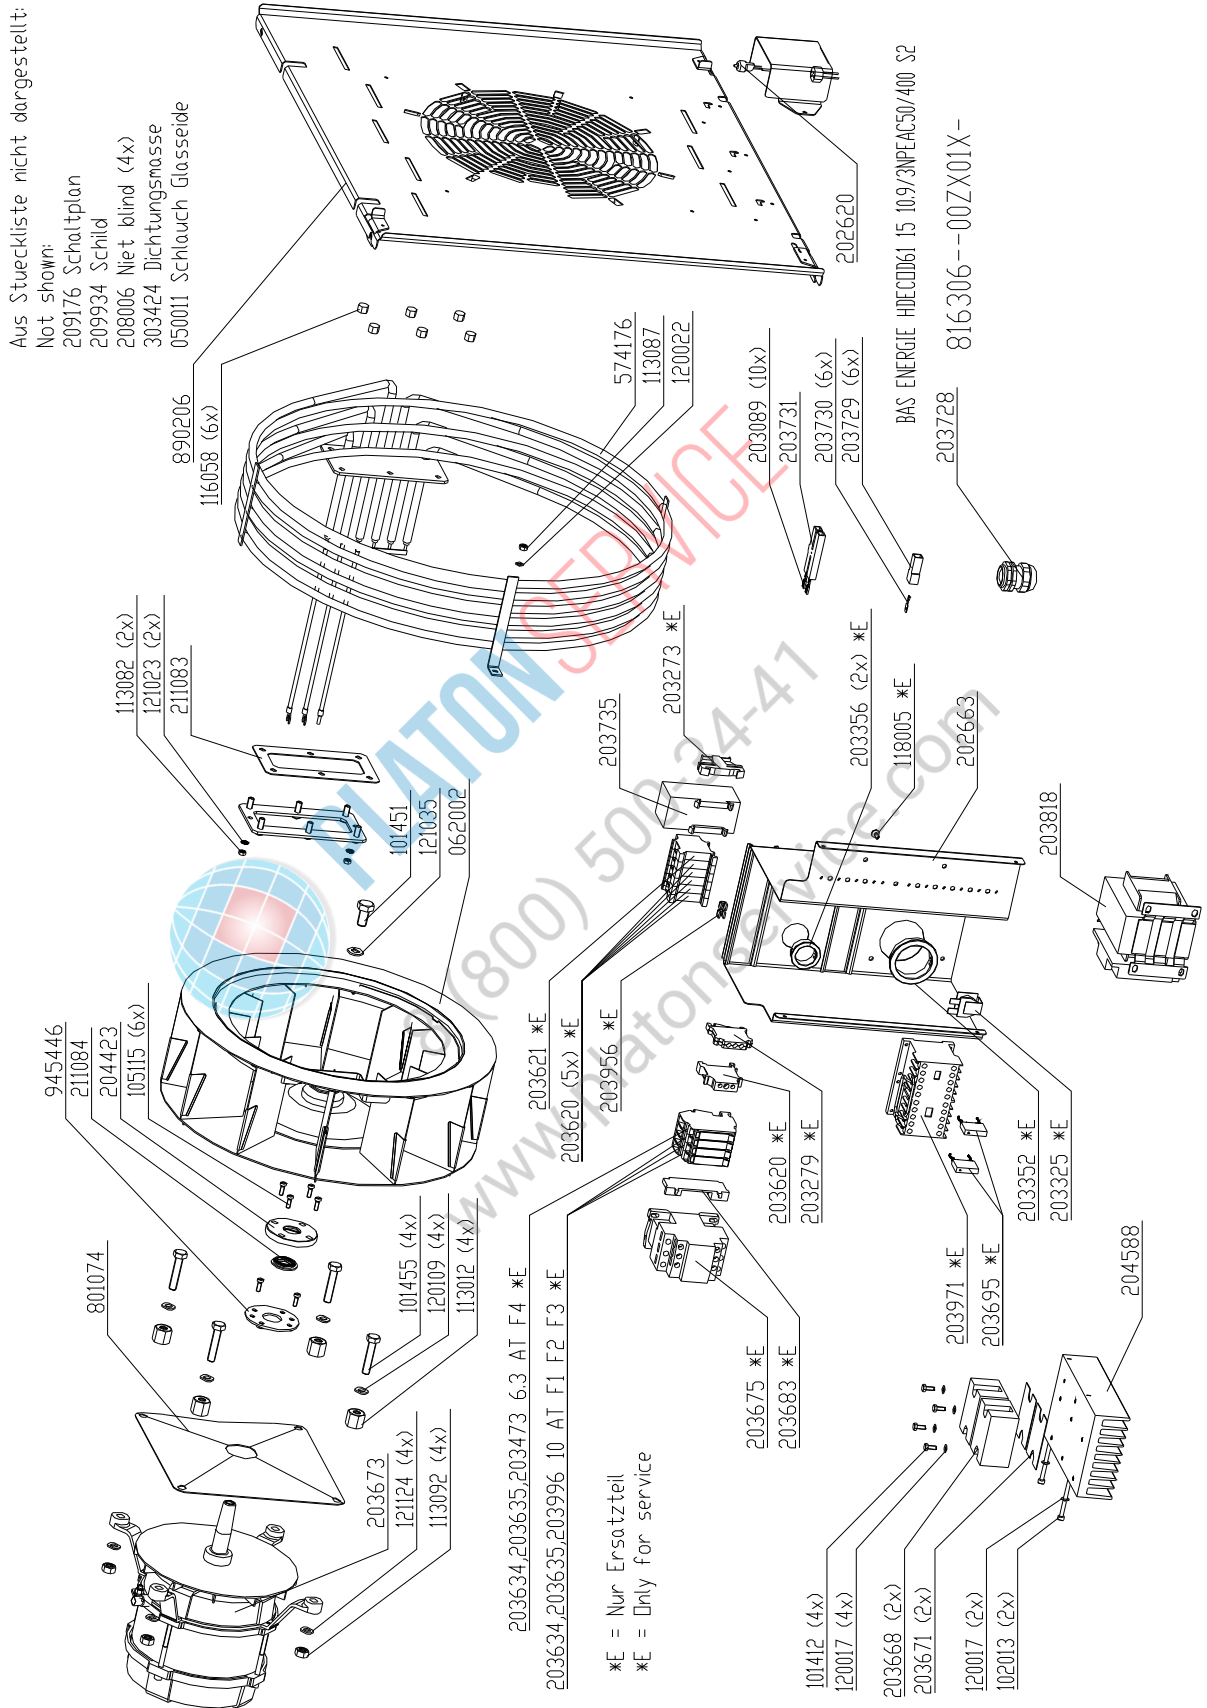 Aus Stueckliste nicht dargestellt:
Not shown:
209176 Schaltplan
209934 Schild
208006 Niet blind (4x)
303424 Dichtungsmasse
050011 Schlauch Glasseide
890206
116058 (6x)
202620
574176
113087
120022
203089 (10x)
203731
203730 (6x)
203729 (6x)
BAS ENERGIE HDECOD61 15 10.9/3NPEAC50/400 S2
816306--00ZX01X-
203728
113082 (2x)
121023 (2x)
211083
101451
121035
062002
203735
203273 *E
203356 (2x) *E
118005 *E
202663
203818
945446
211084
204423
105115 (6x)
203621 *E
203620 (5x) *E
203956 *E
203620 *E
203279 *E
203352 *E
203325 *E
801074
101455 (4x)
120109 (4x)
113012 (4x)
203673
121124 (4x)
113092 (4x)
203634,203635,203473 6.3 AT F4 *E
203634,203635,203996 10 AT F1 F2 F3 *E
203675 *E
203683 *E
203971 *E
203695 *E
204588
*E = Nur Ersatzteil
*E = Only for service
101412 (4x)
120017 (4x)
203668 (2x)
203671 (2x)
120017 (2x)
102013 (2x)
PLATONSERVICE
8 (800) 500-34-41
www.platonservice.com